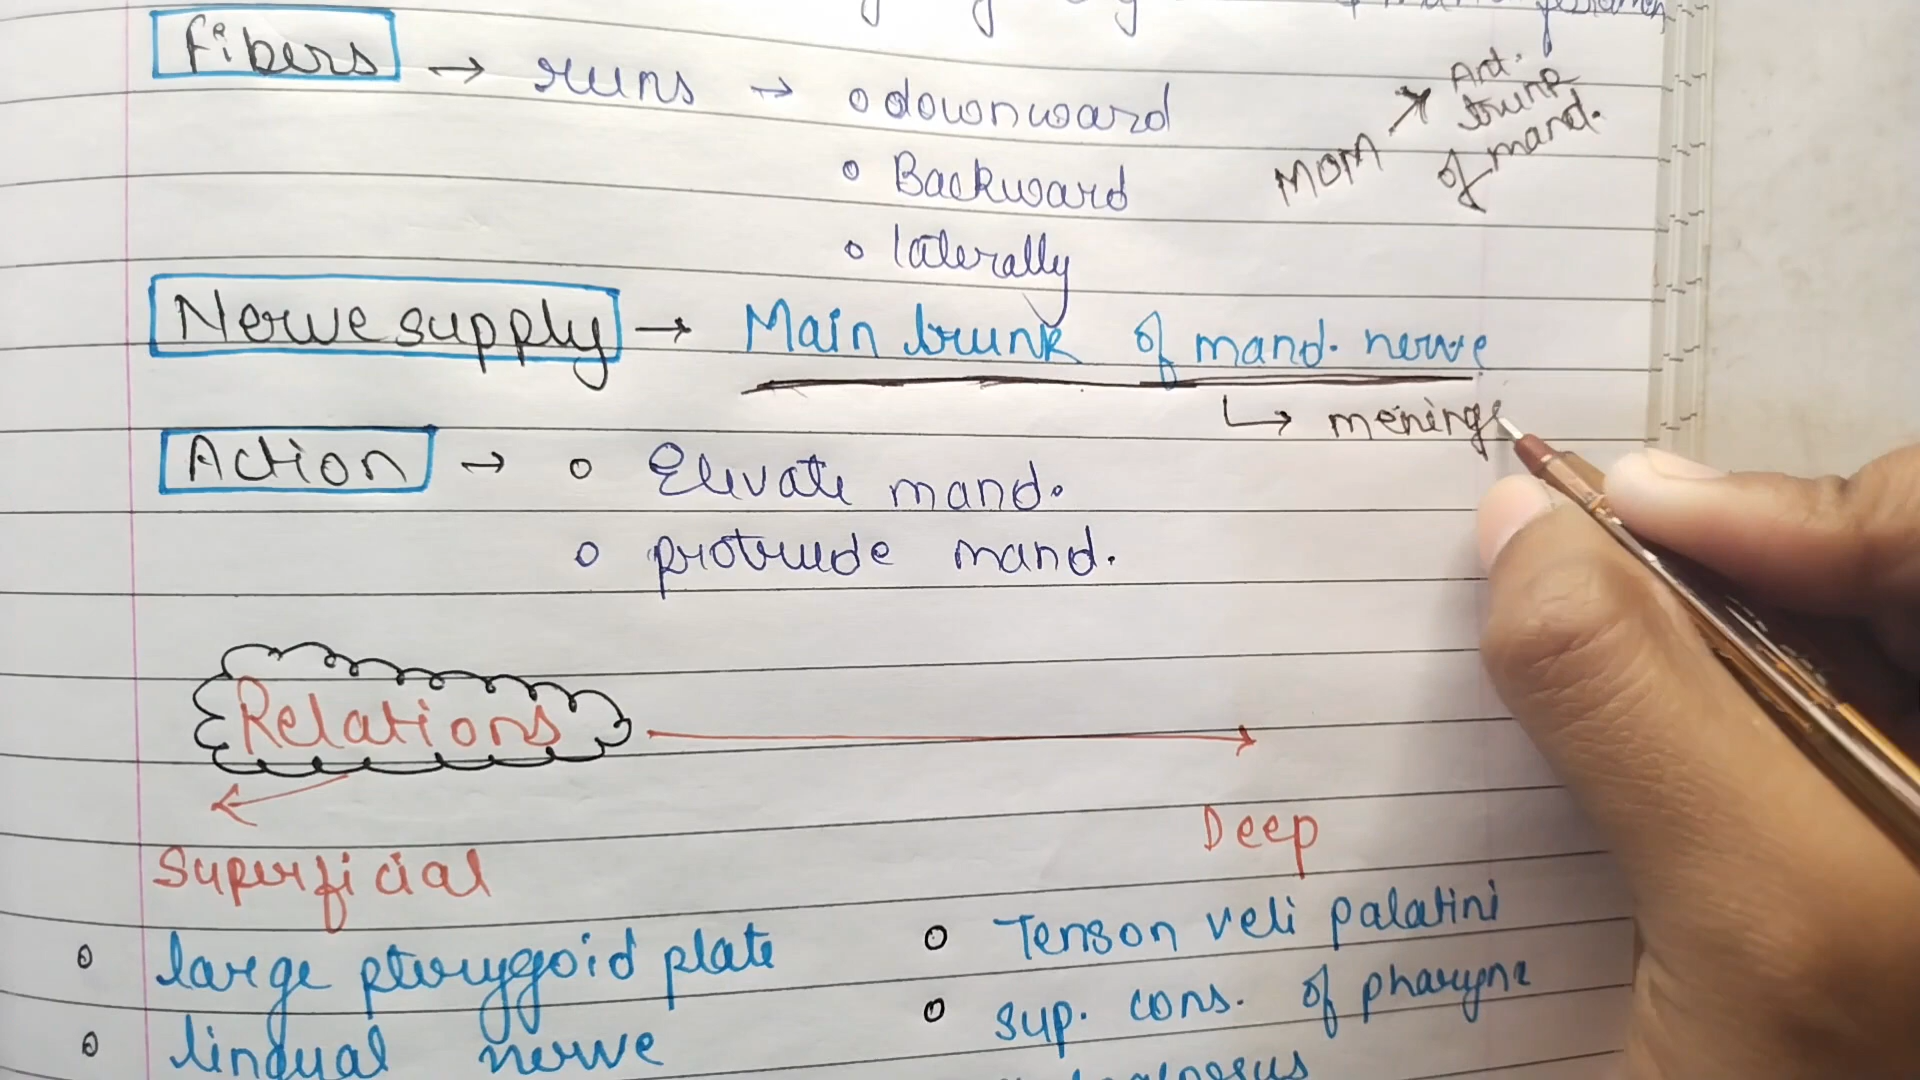 Fibers → runs → o downward
o Backward
o laterally
MOM → Ant.
trunk
of mand.
Nerve supply → Main trunk of mand. nerve
↳ meninge
Action → o Elevate mand.
o protrude mand.
Relations
Superficial
o large pterygoid plate
o lingual nerve
Deep
o Tenson veli palatini
o sup. cons. of pharynx